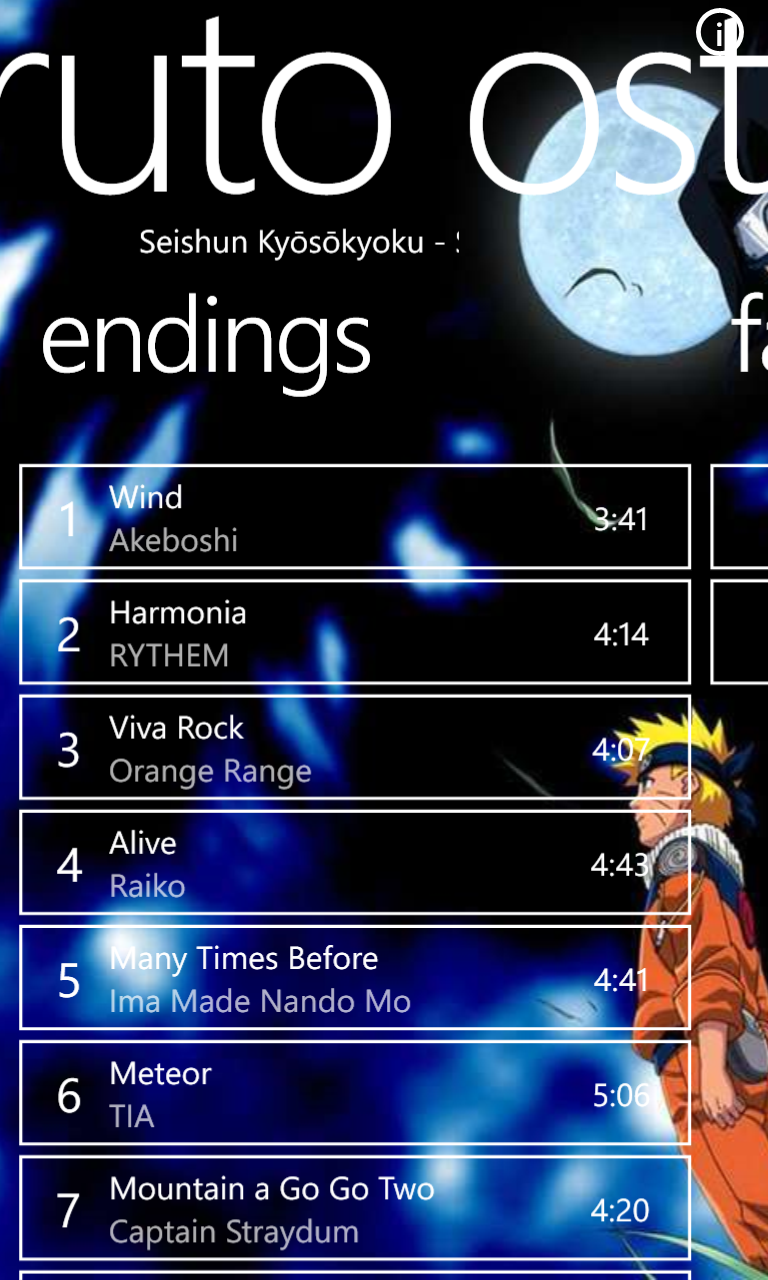 ruto ost
Seishun Kyōsōkyoku -
endings
1
Wind
Akeboshi
3:41
2
Harmonia
RYTHEM
4:14
3
Viva Rock
Orange Range
4:07
4
Alive
Raiko
4:43
5
Many Times Before
Ima Made Nando Mo
4:41
6
Meteor
TIA
5:06
7
Mountain a Go Go Two
Captain Straydum
4:20